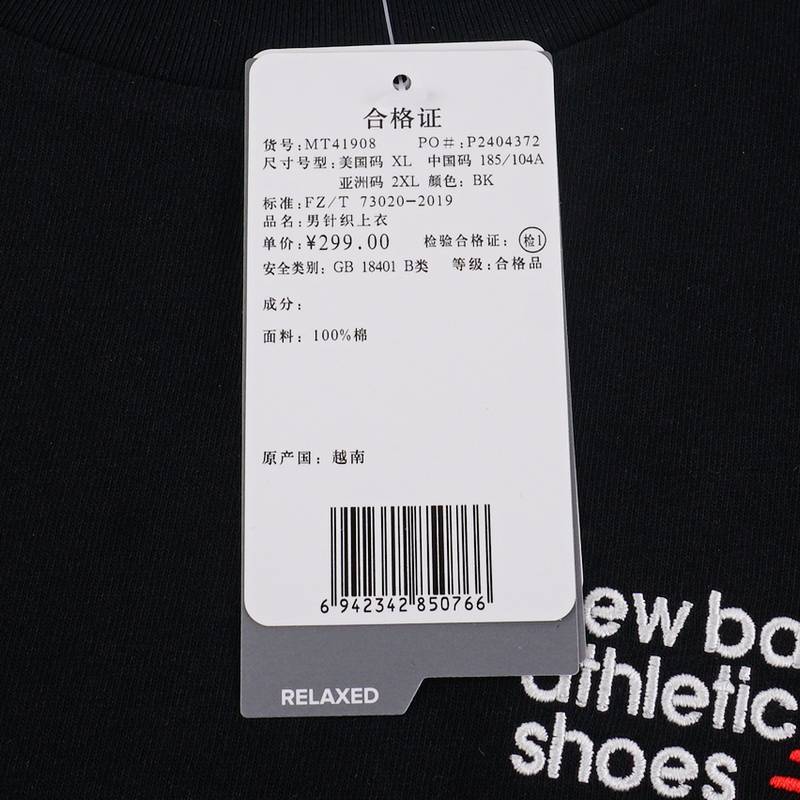 合格证
货号:MT41908 PO#:P2404372
尺寸号型:美国码 XL 中国码 185/104A
亚洲码 2XL 颜色: BK
标准:FZ/T 73020-2019
品名:男针织上衣
单价:¥299.00 检验合格证: 检1
安全类别: GB 18401 B类 等级:合格品
成分:
面料: 100%棉
原产国: 越南
6 942342 850766
RELAXED
ew ba
athletic
shoes